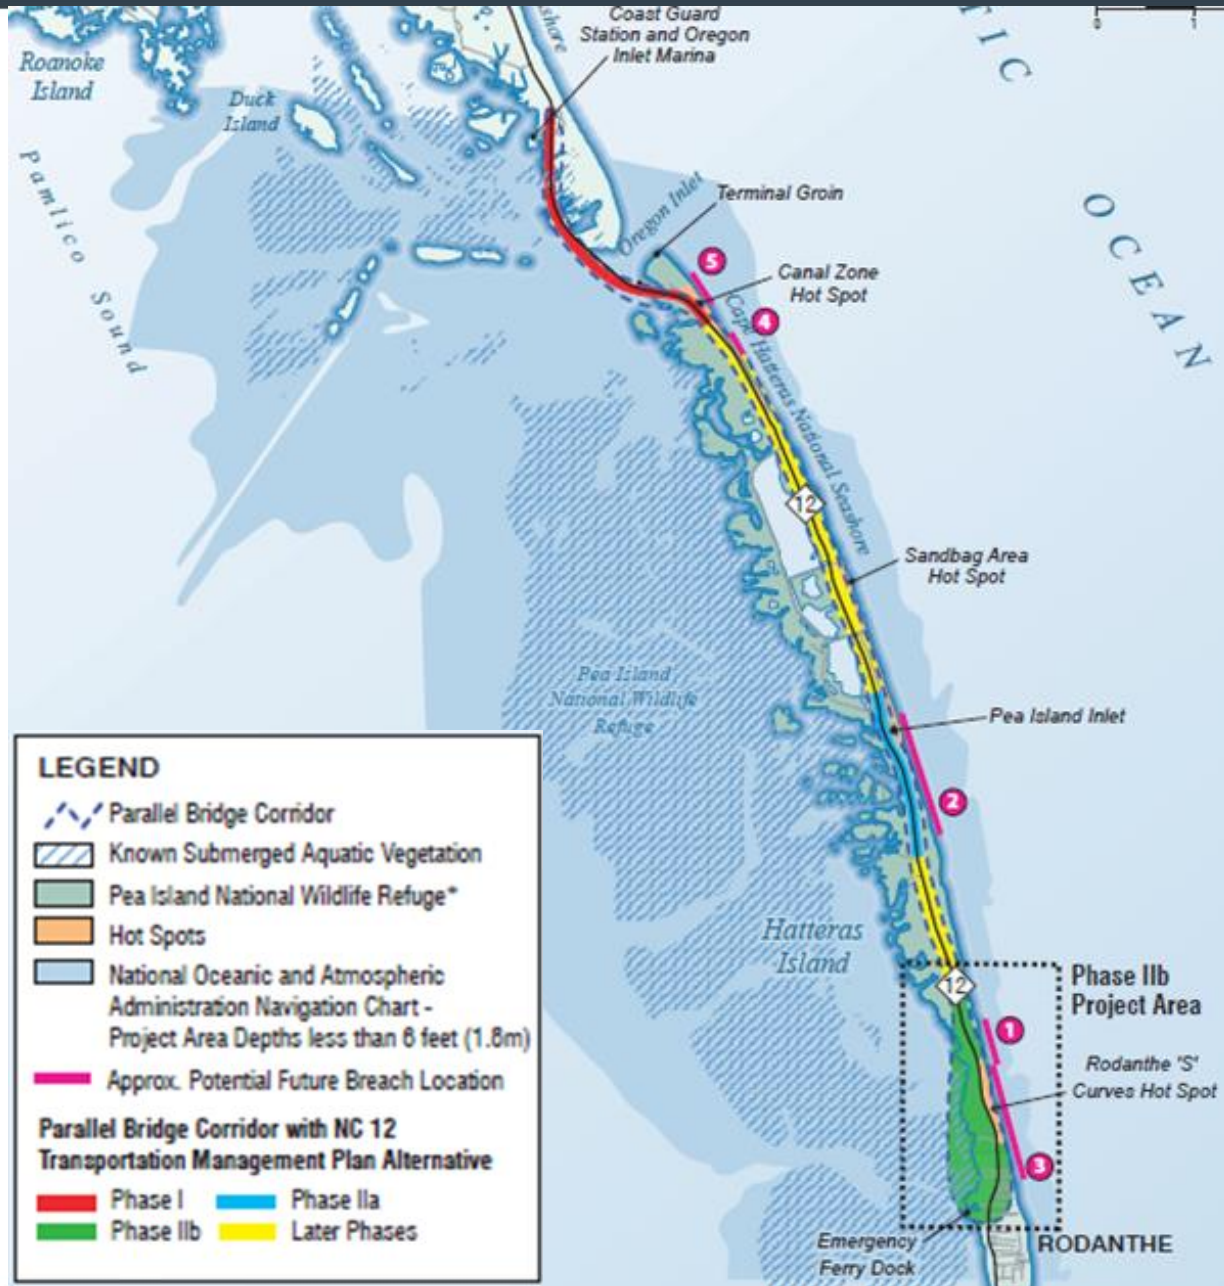 Coast Guard
Station and Oregon
Inlet Marina
0 1
Roanoke
Island
Duck
Island
Pamlico
Sound
TIC
OCEAN
Oregon Inlet
Terminal Groin
5
Canal Zone
Hot Spot
4
Cape Hatteras National Seashore
12
Sandbag Area
Hot Spot
Pea Island
National Wildlife
Refuge
Pea Island Inlet
2
Hatteras
Island
12
Phase IIb
Project Area
1
Rodanthe 'S'
Curves Hot Spot
3
Emergency
Ferry Dock
RODANTHE
LEGEND
Parallel Bridge Corridor
Known Submerged Aquatic Vegetation
Pea Island National Wildlife Refuge*
Hot Spots
National Oceanic and Atmospheric
Administration Navigation Chart -
Project Area Depths less than 6 feet (1.8m)
Approx. Potential Future Breach Location
Parallel Bridge Corridor with NC 12
Transportation Management Plan Alternative
Phase I Phase IIa
Phase IIb Later Phases